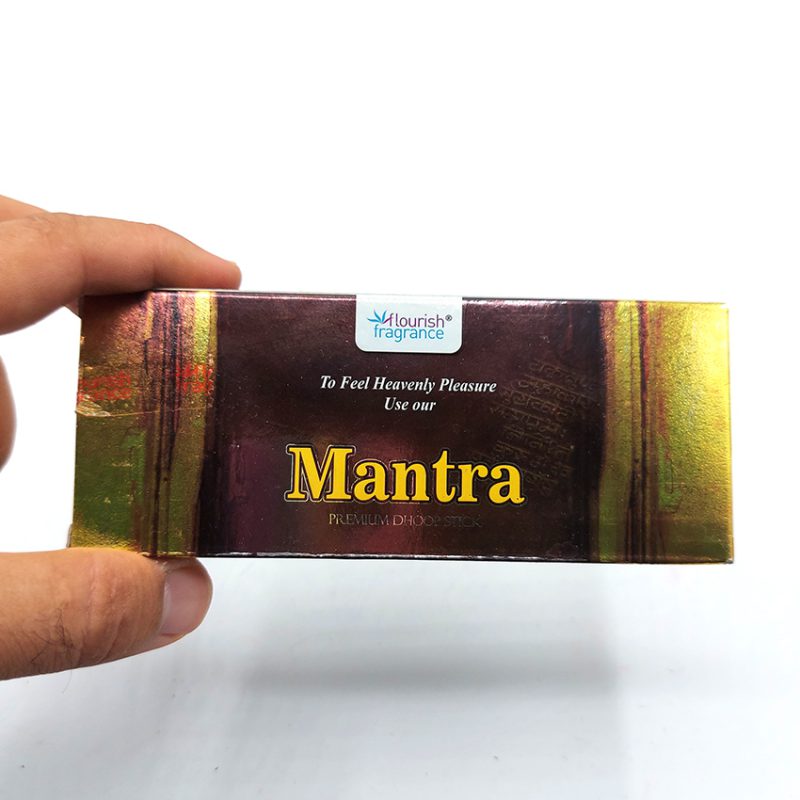 flourish®
fragrance
To Feel Heavenly Pleasure
Use our
Mantra
PREMIUM DHOOP STICK